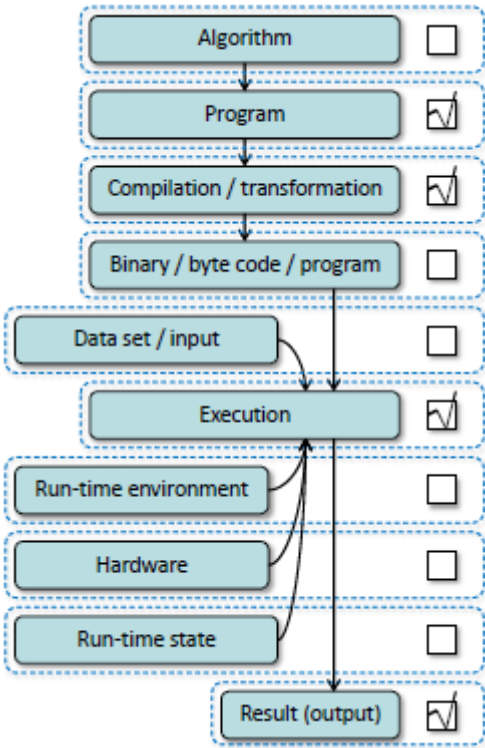 Algorithm
Program
Compilation / transformation
Binary / byte code / program
Data set / input
Execution
Run-time environment
Hardware
Run-time state
Result (output)